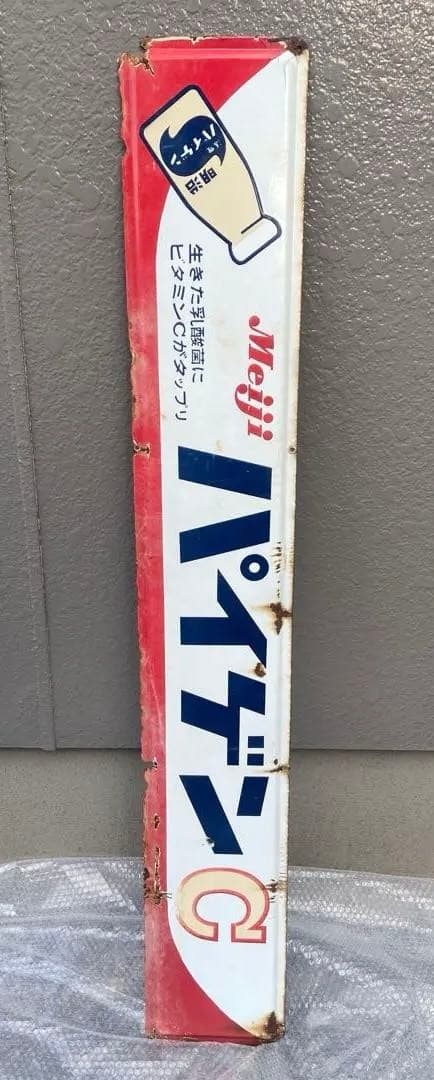 パイゲン
明治
生きた乳酸菌に
ビタミンCがタップリ
Meiji
パイゲンC